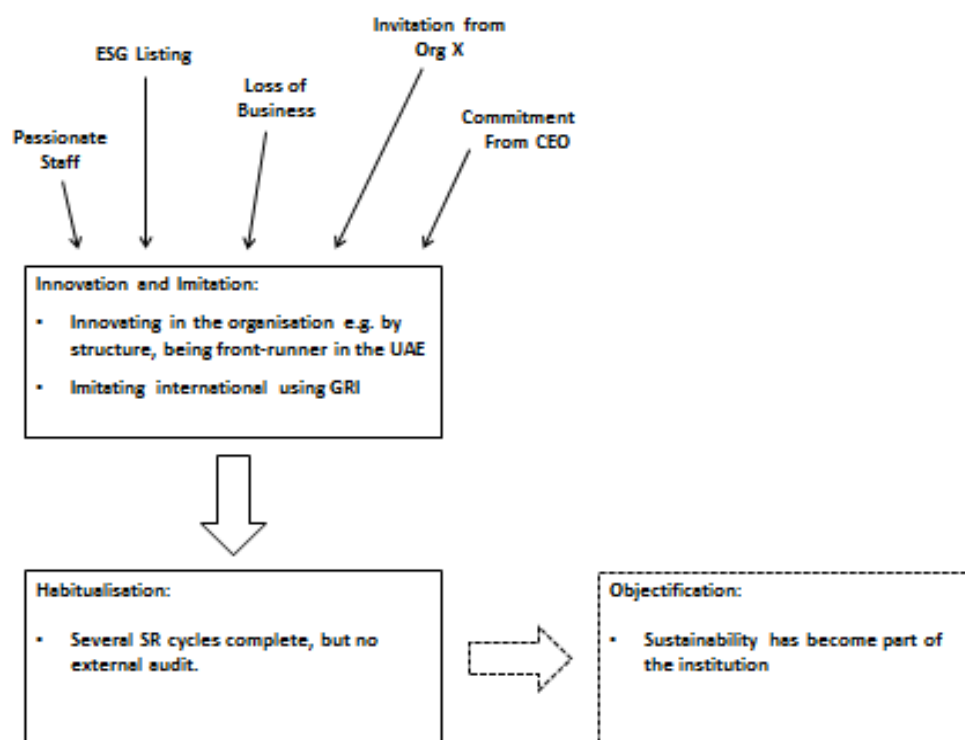 Invitation from
Org X
ESG Listing
Loss of
Business
Commitment
From CEO
Passionate
Staff
Innovation and Imitation:
▪ Innovating in the organisation e.g. by
structure, being front-runner in the UAE
▪ Imitating international using GRI
Habitualisation:
▪ Several SR cycles complete, but no
external audit.
Objectification:
▪ Sustainability has become part of
the institution